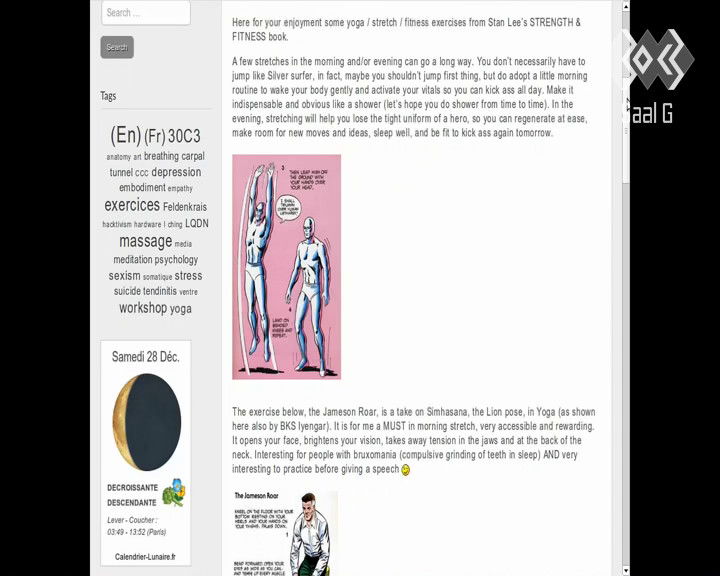 Search ...
Search
Tags
(En) (Fr) 30C3
anatomy art breathing carpal
tunnel ccc depression
embodiment empathy
exercices Feldenkrais
hacktivism hardware I ching LQDN
massage media
meditation psychology
sexism somatique stress
suicide tendinitis ventre
workshop yoga
Samedi 28 Déc.
DECROISSANTE
DESCENDANTE
Lever - Coucher :
03:49 - 13:52 (Paris)
Calendrier-Lunaire.fr
Here for your enjoyment some yoga / stretch / fitness exercises from Stan Lee's STRENGTH &
FITNESS book.
A few stretches in the morning and/or evening can go a long way. You don't necessarily have to
jump like Silver surfer, in fact, maybe you shouldn't jump first thing, but do adopt a little morning
routine to wake your body gently and activate your vitals so you can kick ass all day. Make it
indispensable and obvious like a shower (let's hope you do shower from time to time). In the
evening, stretching will help you lose the tight uniform of a hero, so you can regenerate at ease,
make room for new moves and ideas, sleep well, and be fit to kick ass again tomorrow.
3
THEN LEAP HIGH OFF
THE GROUND WITH
YOUR HANDS OVER
YOUR HEAD.
I SHALL
TRIUMPH
OVER HUMAN
LETHARGY!
4
LAND ON
BENDED
KNEES AND
REPEAT.
The exercise below, the Jameson Roar, is a take on Simhasana, the Lion pose, in Yoga (as shown
here also by BKS Iyengar). It is for me a MUST in morning stretch, very accessible and rewarding.
It opens your face, brightens your vision, takes away tension in the jaws and at the back of the
neck. Interesting for people with bruxomania (compulsive grinding of teeth in sleep) AND very
interesting to practice before giving a speech
The Jameson Roar
KNEEL ON THE FLOOR WITH YOUR
BOTTOM RESTING ON YOUR
HEELS AND YOUR HANDS ON
YOUR THIGHS. PALMS DOWN.
1
BEND FORWARD, OPEN YOUR
EYES AS WIDE AS YOU CAN,
AND TENSE UP EVERY MUSCLE
Saal G